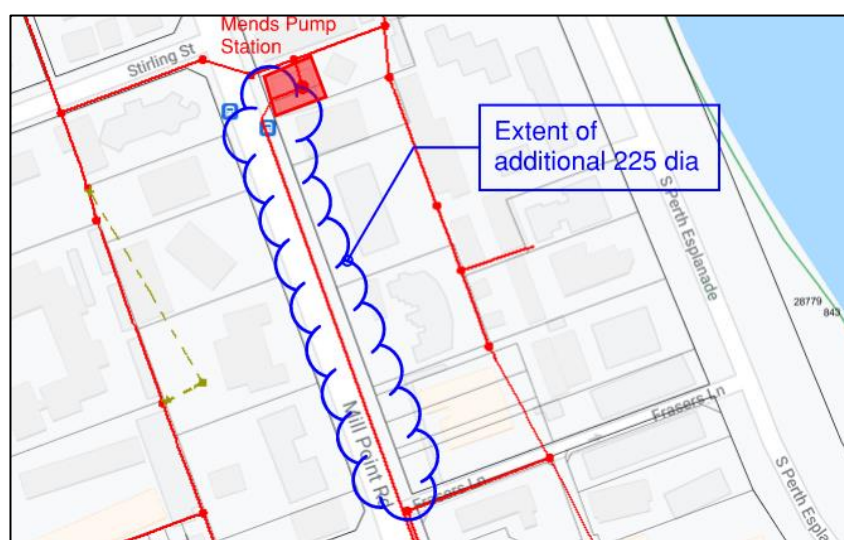 Mends Pump
Station
Stirling St
Extent of
additional 225 dia
S Perth Esplanade
28779
843
Mill Point Rd
Frasers Ln
Frasers Ln
S Perth Esplanade